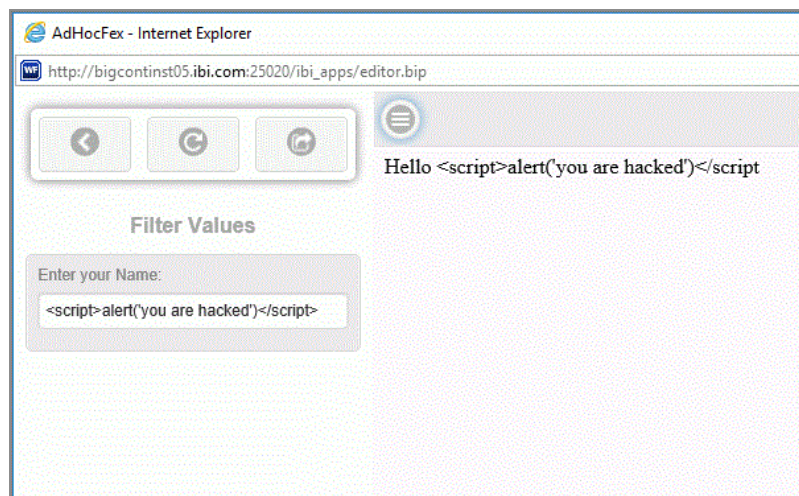 AdHocFex - Internet Explorer
WF http://bigcontinst05.ibi.com:25020/ibi_apps/editor.bip
Hello <script>alert('you are hacked')</script
Filter Values
Enter your Name:
<script>alert('you are hacked')</script>